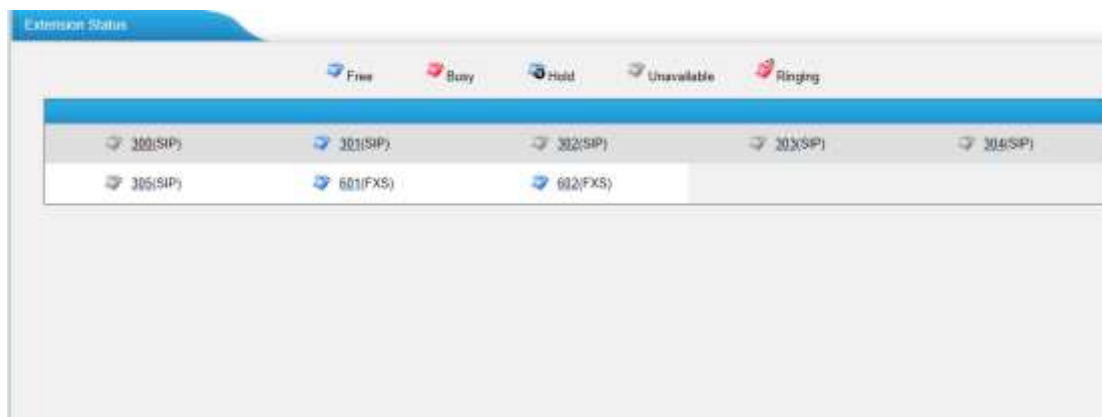 Extension Status
Free Busy Hold Unavailable Ringing
300(SIP) 301(SIP) 302(SIP) 303(SIP) 304(SIP)
305(SIP) 601(FXS) 602(FXS)